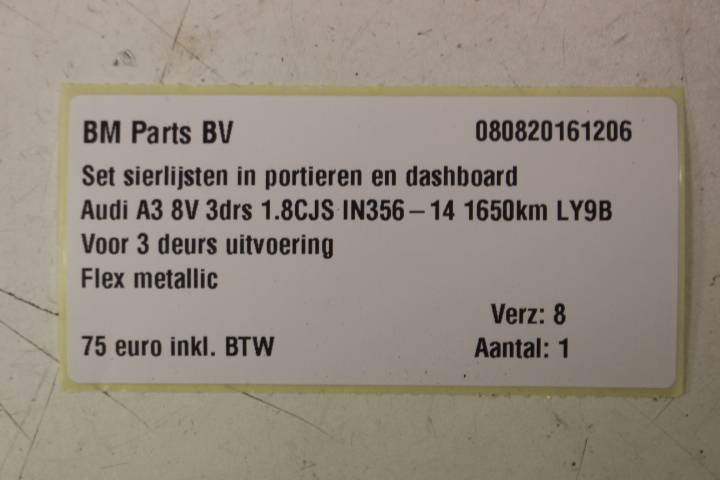 BM Parts BV 080820161206
Set sierlijsten in portieren en dashboard
Audi A3 8V 3drs 1.8CJS IN356 – 14 1650km LY9B
Voor 3 deurs uitvoering
Flex metallic
Verz: 8
75 euro inkl. BTW Aantal: 1